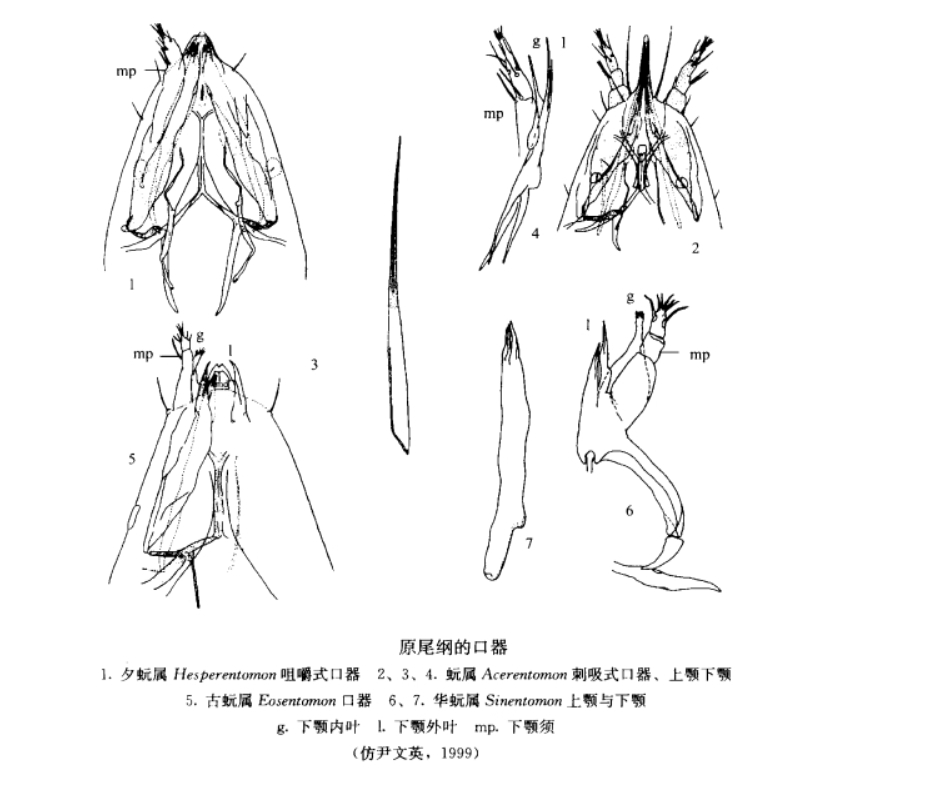 mp
1
g
l
mp
4
2
mp
g
l
3
5
g
l
mp
6
7
原尾纲的口器
1. 夕蚖属 Hesperentomon 咀嚼式口器 2、3、4. 蚖属 Acerentomon 刺吸式口器、上颚下颚
5. 古蚖属 Eosentomon 口器 6、7. 华蚖属 Sinentomon 上颚与下颚
g. 下颚内叶 l. 下颚外叶 mp. 下颚须
(仿尹文英，1999)